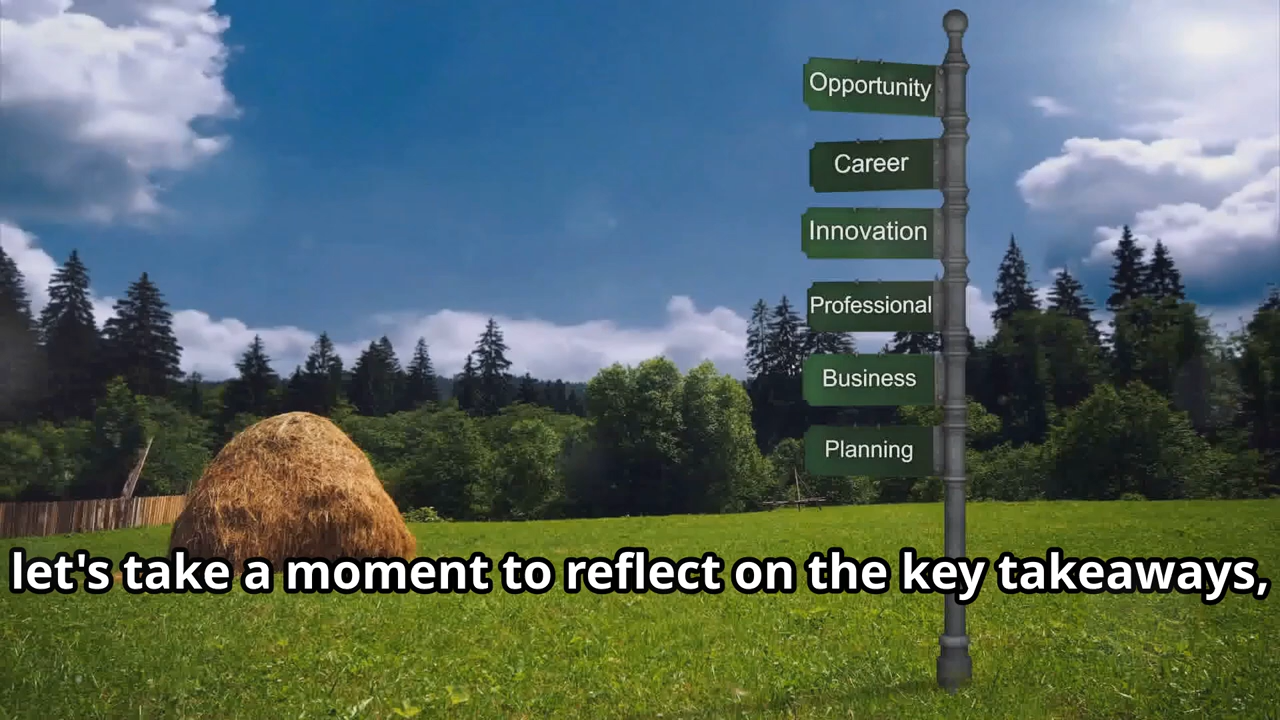 Opportunity
Career
Innovation
Professional
Business
Planning
let's take a moment to reflect on the key takeaways,